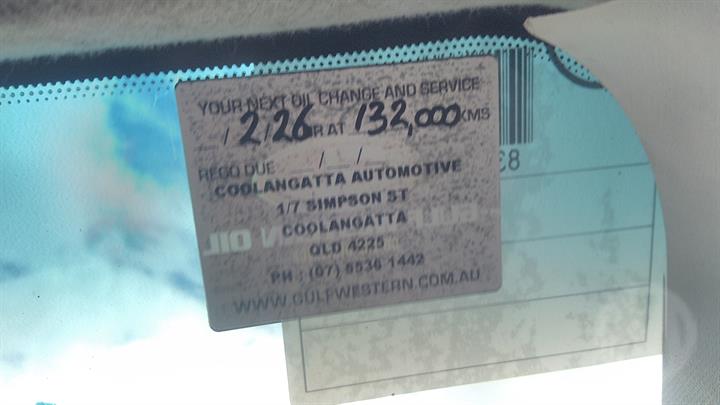 YOUR NEXT OIL CHANGE AND SERVICE
/2/26 OR AT 132,000 KMS
REGO DUE / /
COOLANGATTA AUTOMOTIVE
1/7 SIMPSON ST
COOLANGATTA
QLD 4225
PH : (07) 5536 1442
WWW.GULFWESTERN.COM.AU